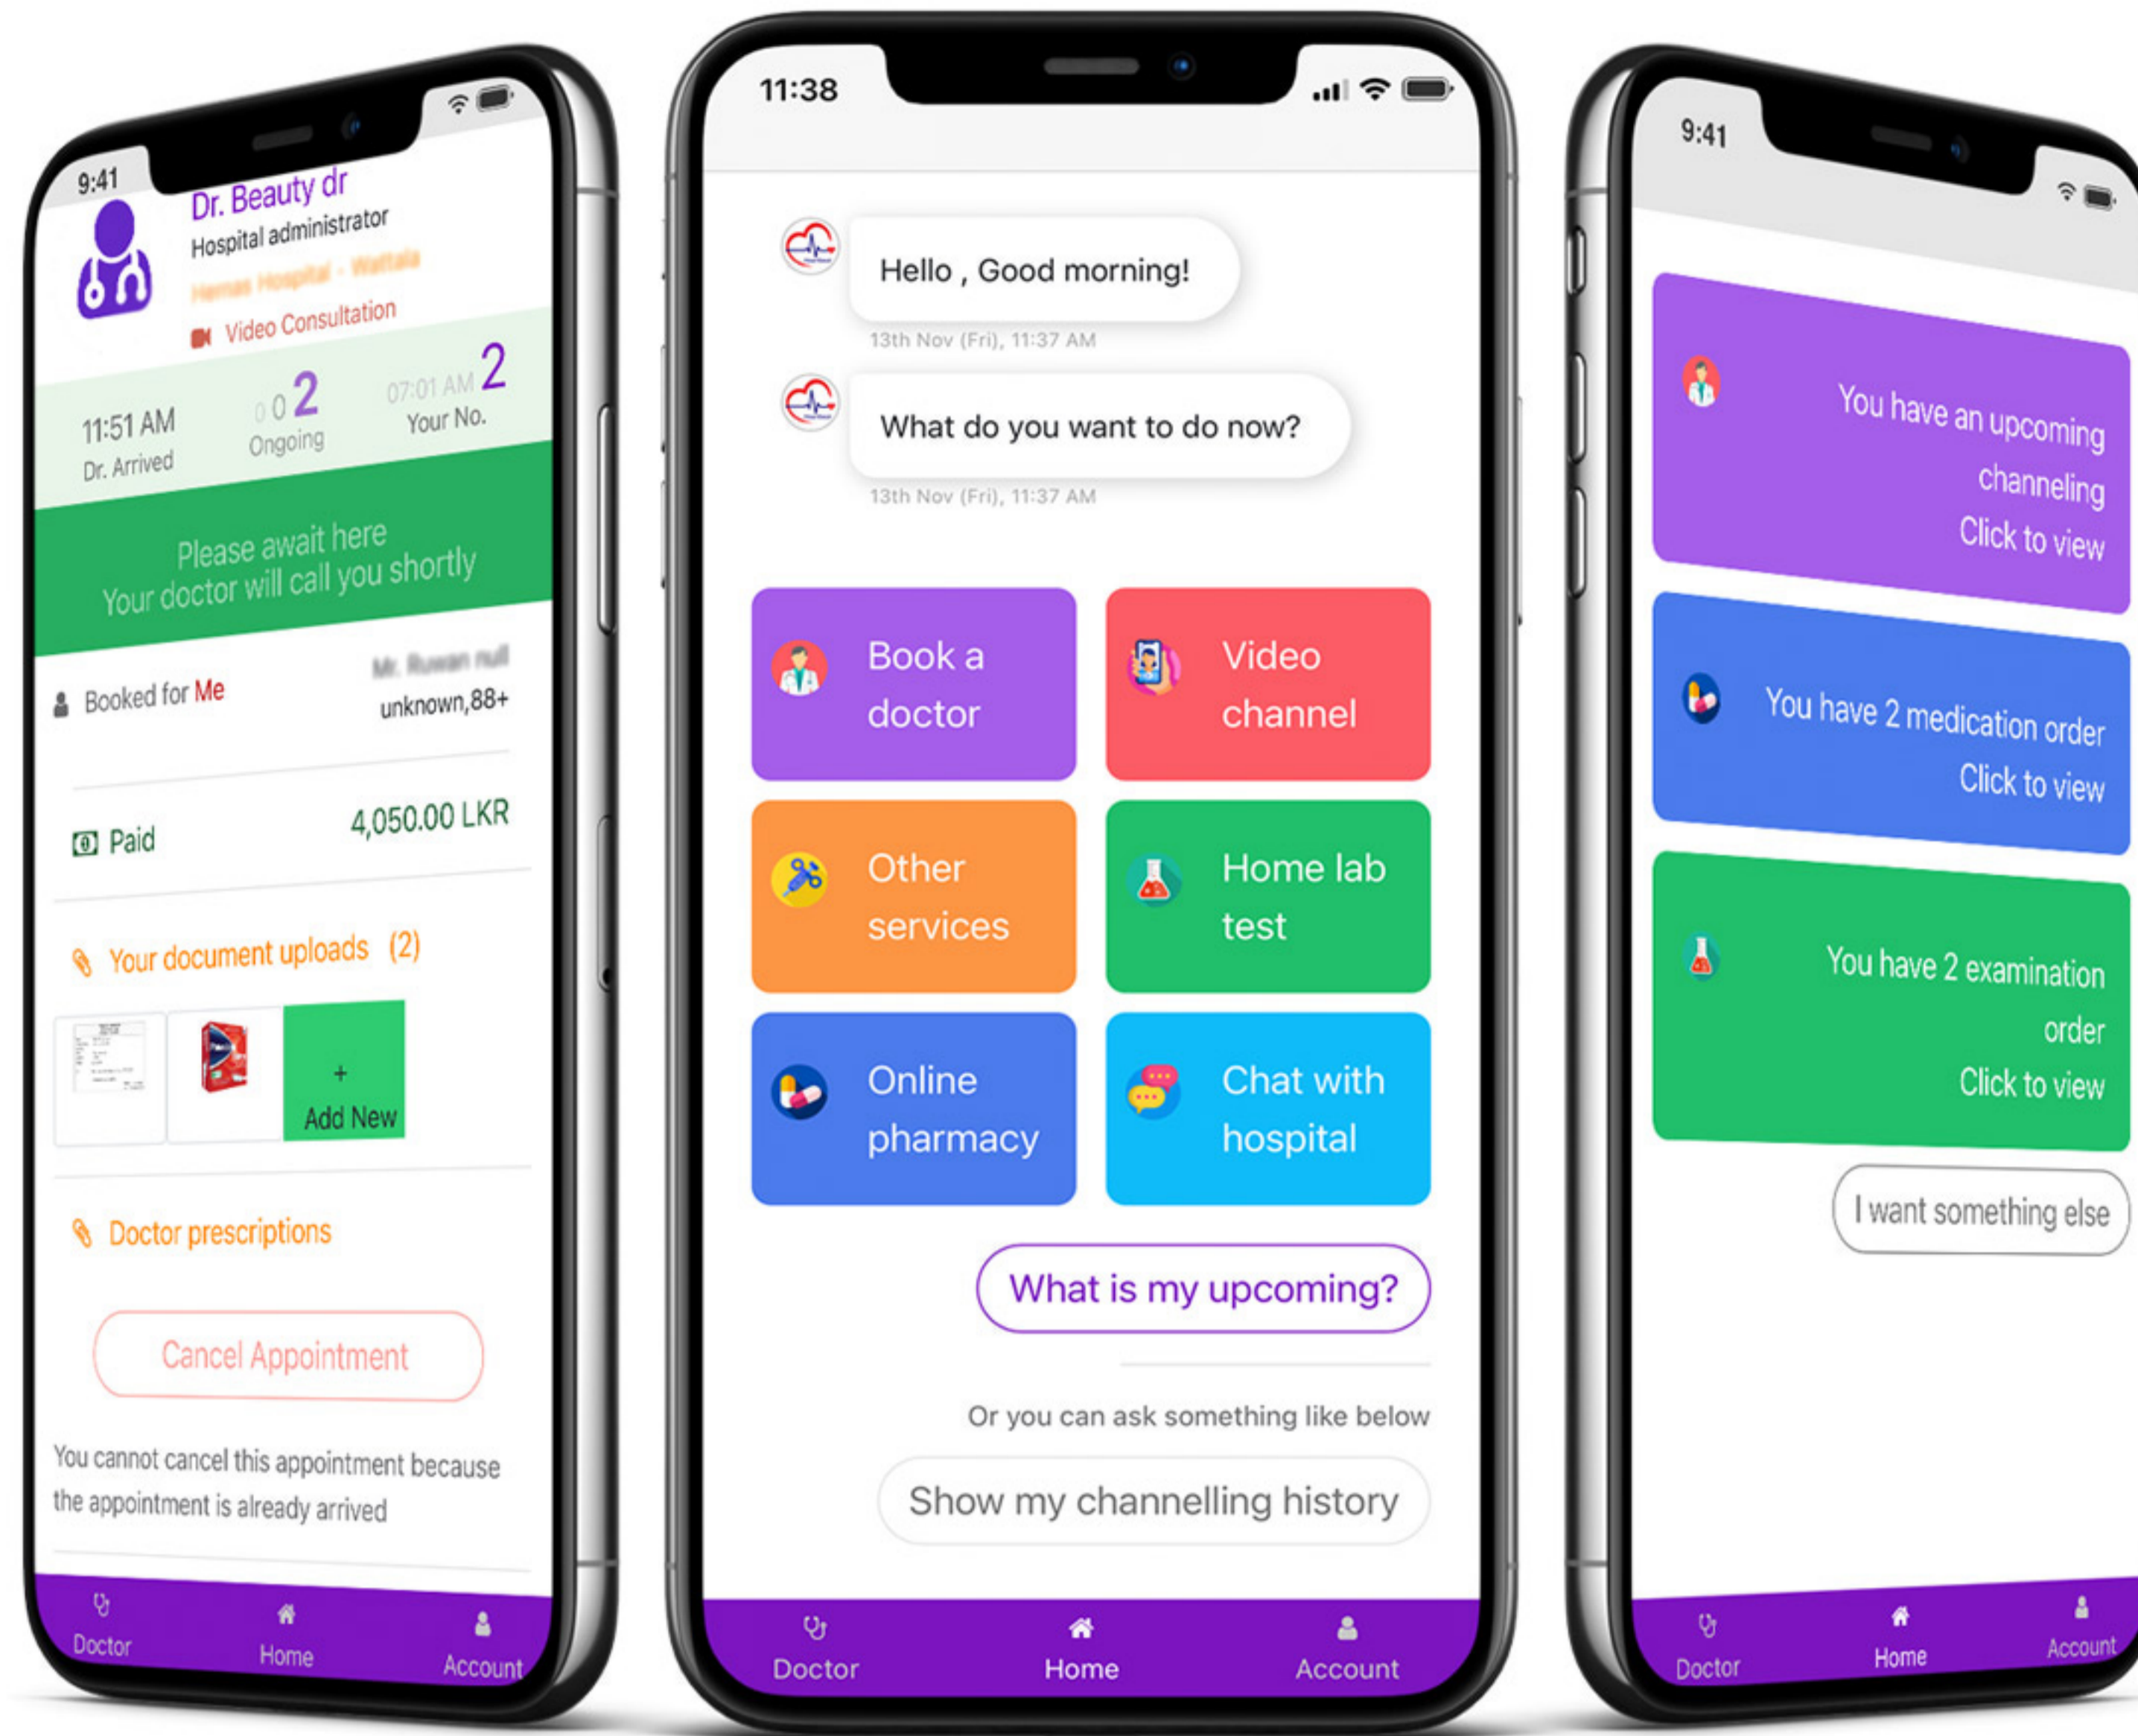 9:41
Dr. Beauty dr
Hospital administrator
Hemas Hospital - Wattala
Video Consultation
11:51 AM
Dr. Arrived
0 0 2
Ongoing
07:01 AM 2
Your No.
Please await here
Your doctor will call you shortly
Booked for Me
Mr. Ruwan null
unknown,88+
Paid
4,050.00 LKR
Your document uploads (2)
+
Add New
Doctor prescriptions
Cancel Appointment
You cannot cancel this appointment because
the appointment is already arrived
Doctor
Home
Account
11:38
Hello , Good morning!
13th Nov (Fri), 11:37 AM
What do you want to do now?
13th Nov (Fri), 11:37 AM
Book a
doctor
Video
channel
Other
services
Home lab
test
Online
pharmacy
Chat with
hospital
What is my upcoming?
Or you can ask something like below
Show my channelling history
Doctor
Home
Account
9:41
You have an upcoming
channeling
Click to view
You have 2 medication order
Click to view
You have 2 examination
order
Click to view
I want something else
Doctor
Home
Account